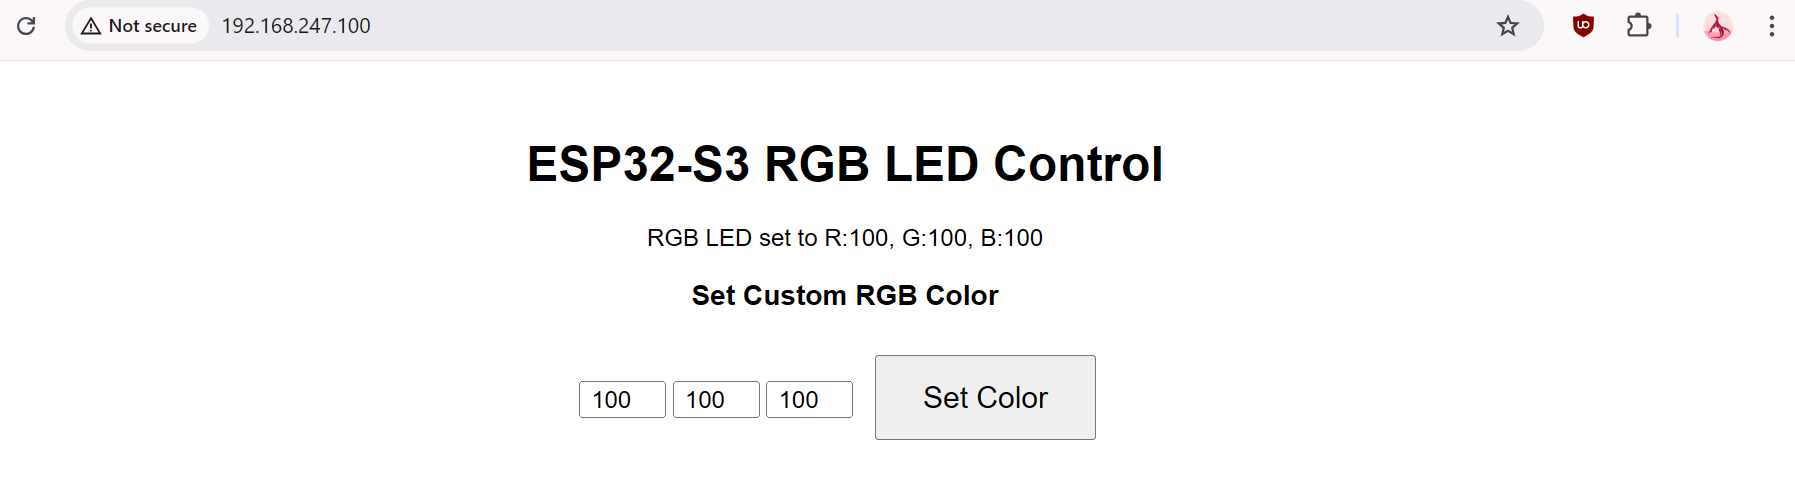 Not secure 192.168.247.100
ESP32-S3 RGB LED Control
RGB LED set to R:100, G:100, B:100
Set Custom RGB Color
100 100 100 Set Color